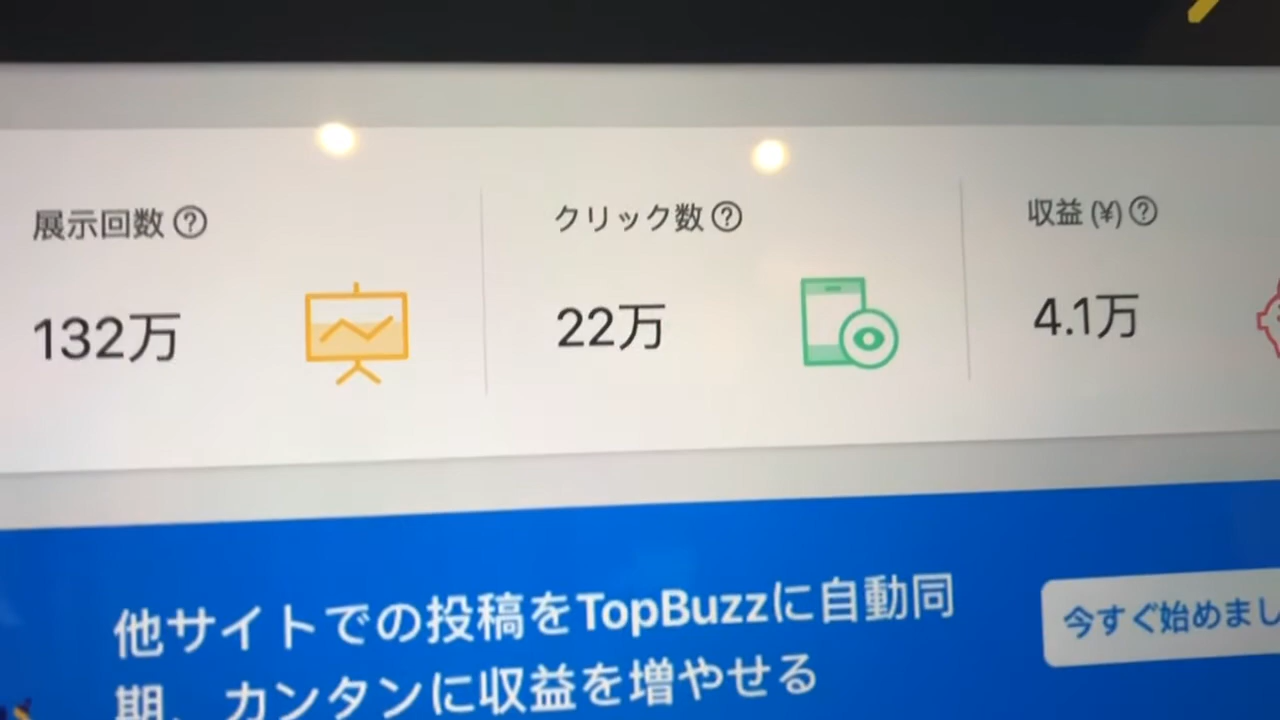 展示回数 ?
クリック数 ?
収益 (¥) ?
132万
22万
4.1万
他サイトでの投稿をTopBuzzに自動同
期、カンタンに収益を増やせる
今すぐ始めまし